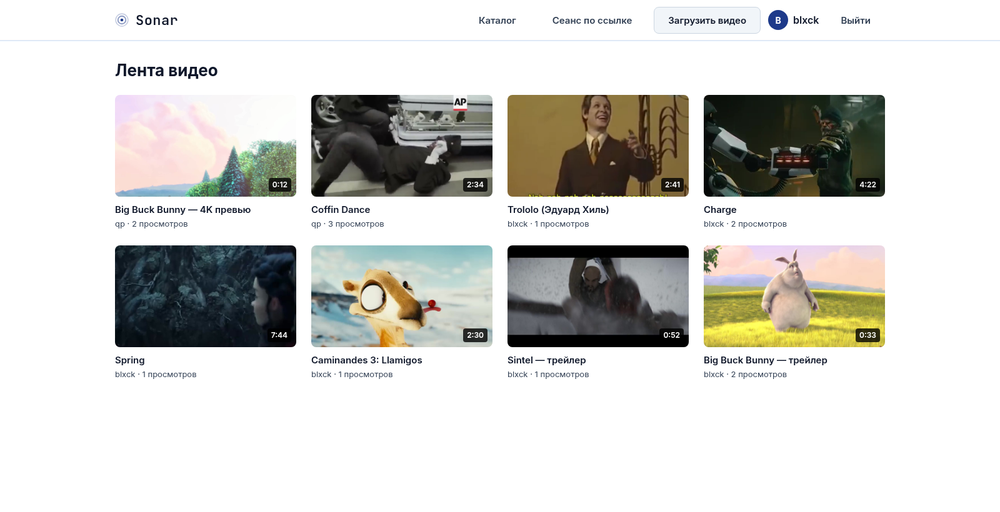 Sonar
Каталог
Сеанс по ссылке
Загрузить видео
B
blxck
Выйти
Лента видео
AP
0:12
2:34
2:41
4:22
Big Buck Bunny — 4K превью
Coffin Dance
Trololo (Эдуард Хиль)
Charge
qp · 2 просмотров
qp · 3 просмотров
blxck · 1 просмотров
blxck · 2 просмотров
7:44
2:30
0:52
0:33
Spring
Caminandes 3: Llamigos
Sintel — трейлер
Big Buck Bunny — трейлер
blxck · 1 просмотров
blxck · 1 просмотров
blxck · 1 просмотров
blxck · 2 просмотров